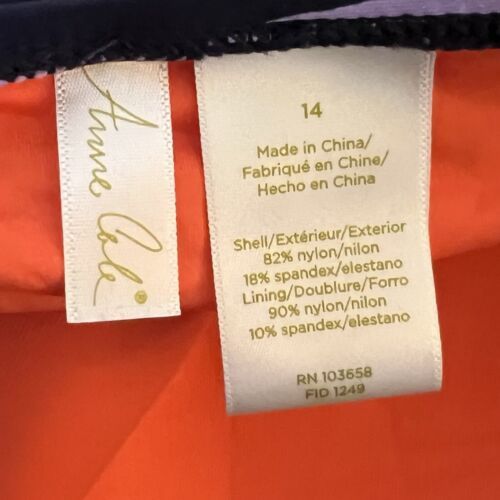 Anne Cole®
14
Made in China/
Fabriqué en Chine/
Hecho en China
Shell/Extérieur/Exterior
82% nylon/nilon
18% spandex/elestano
Lining/Doublure/Forro
90% nylon/nilon
10% spandex/elestano
RN 103658
FID 1249